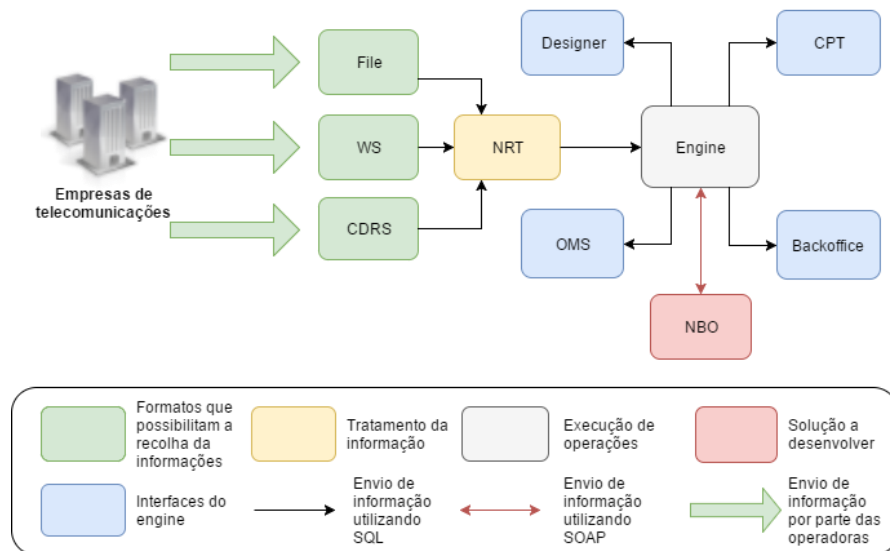 Designer
CPT
File
WS
NRT
Engine
Empresas de
telecomunicações
CDRS
OMS
Backoffice
NBO
Formatos que
possibilitam a
recolha da
informações
Tratamento da
informação
Execução de
operações
Solução a
desenvolver
Interfaces do
engine
Envio de
informação
utilizando
SQL
Envio de
informação
utilizando
SOAP
Envio de
informação
por parte das
operadoras